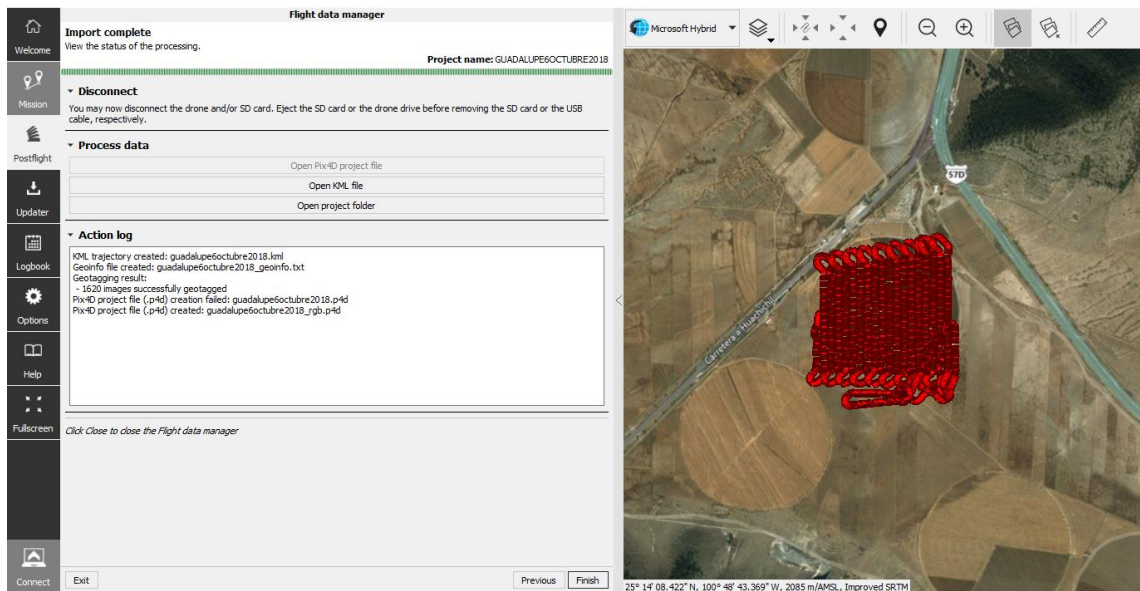 Flight data manager
Import complete
View the status of the processing.
Project name: GUADALUPE6OCTUBRE2018
Disconnect
You may now disconnect the drone and/or SD card. Eject the SD card or the drone drive before removing the SD card or the USB
cable, respectively.
Process data
Open Pix4D project file
Open KML file
Open project folder
Action log
KML trajectory created: guadalupe6octubre2018.kml
Geoinfo file created: guadalupe6octubre2018_geoinfo.txt
Geotagging result:
- 1620 images successfully geotagged
Pix4D project file (.p4d) creation failed: guadalupe6octubre2018.p4d
Pix4D project file (.p4d) created: guadalupe6octubre2018_rgb.p4d
Click Close to close the Flight data manager
Exit
Previous
Finish
Welcome
Mission
Postflight
Updater
Logbook
Options
Help
Fullscreen
Connect
Microsoft Hybrid
57D
Carretera a Huachichil
25° 14' 08.422" N, 100° 48' 43.369" W, 2085 m/AMSL, Improved SRTM